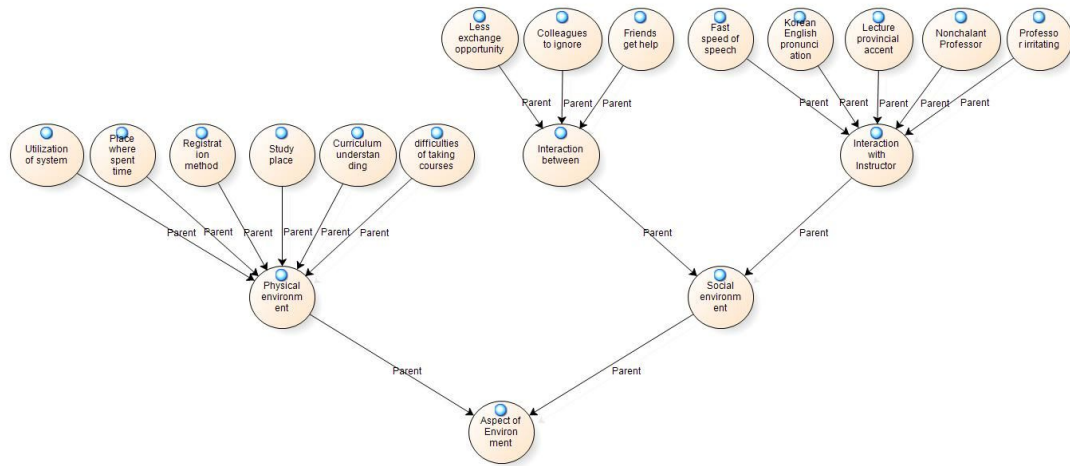 Less
exchange
opportunity
Colleagues
to ignore
Friends
get help
Fast
speed of
speech
Korean
English
pronunci
ation
Lecture
provincial
accent
Nonchalant
Professor
Professo
r irritating
Parent
Parent
Parent
Parent
Parent
Parent
Parent
Parent
Utilization
of system
Place
where
spent
time
Registrat
ion
method
Study
place
Curriculum
understan
ding
difficulties
of taking
courses
Interaction
between
Interaction
with
Instructor
Parent
Parent
Parent
Parent
Parent
Parent
Parent
Parent
Physical
environm
ent
Social
environm
ent
Parent
Parent
Aspect of
Environ
ment